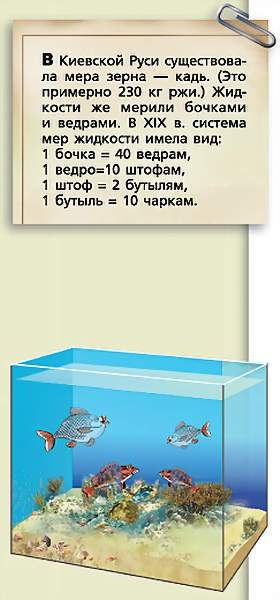 В Киевской Руси существова-
ла мера зерна — кадь. (Это
примерно 230 кг ржи.) Жид-
кости же мерили бочками
и ведрами. В XIX в. система
мер жидкости имела вид:
1 бочка = 40 ведрам,
1 ведро=10 штофам,
1 штоф = 2 бутылям,
1 бутыль = 10 чаркам.